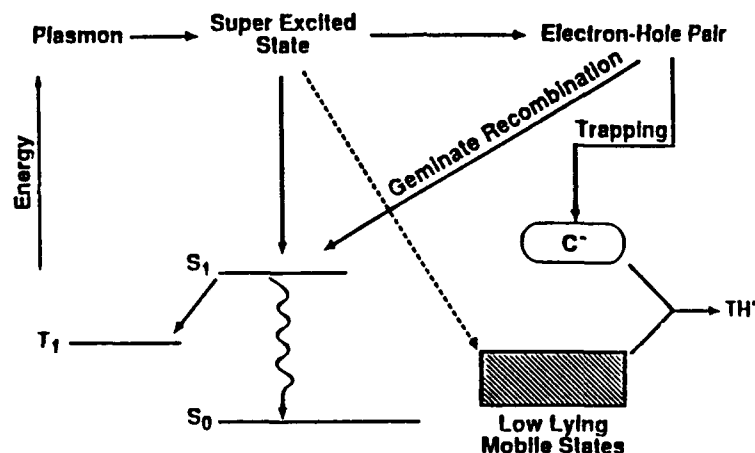 Plasmon
Super Excited
State
Electron-Hole Pair
Energy
Geminate Recombination
Trapping
C-
S1
TH•
T1
S0
Low Lying
Mobile States